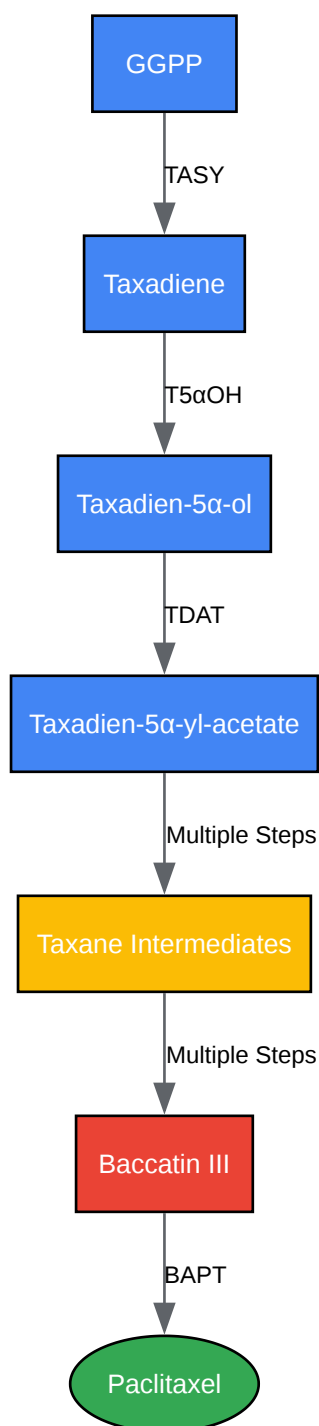 GGPP
TASY
Taxadiene
T5αOH
Taxadien-5α-ol
TDAT
Taxadien-5α-yl-acetate
Multiple Steps
Taxane Intermediates
Multiple Steps
Baccatin III
BAPT
Paclitaxel